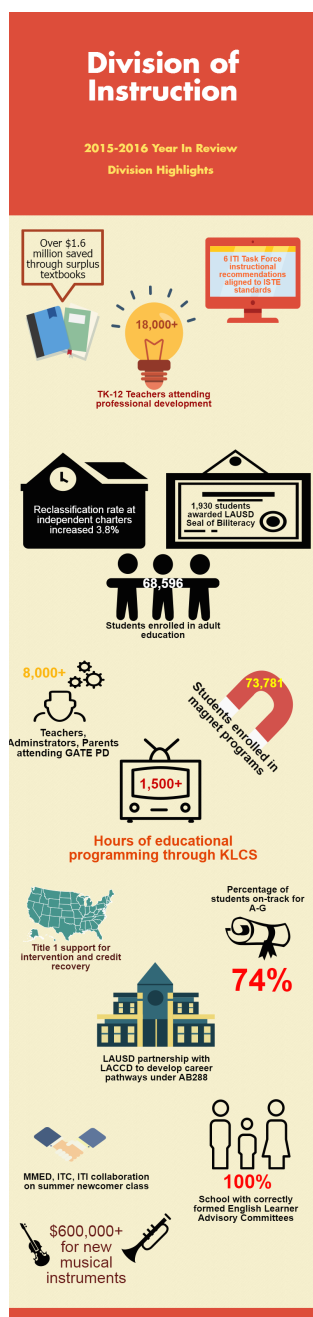 Division of
Instruction
2015-2016 Year In Review
Division Highlights
Over $1.6
million saved
through surplus
textbooks
6 ITI Task Force
instructional
recommendations
aligned to ISTE
standards
18,000+
TK-12 Teachers attending
professional development
Reclassification rate at
independent charters
increased 3.8%
1,930 students
awarded LAUSD
Seal of Biliteracy
68,596
Students enrolled in adult
education
8,000+
Teachers,
Adminstrators, Parents
attending GATE PD
73,781
Students enrolled in
magnet programs
1,500+
Hours of educational
programming through KLCS
Title 1 support for
intervention and credit
recovery
Percentage of
students on-track for
A-G
74%
LAUSD partnership with
LACCD to develop career
pathways under AB288
MMED, ITC, ITI collaboration
on summer newcomer class
100%
School with correctly
formed English Learner
Advisory Committees
$600,000+
for new
musical
instruments